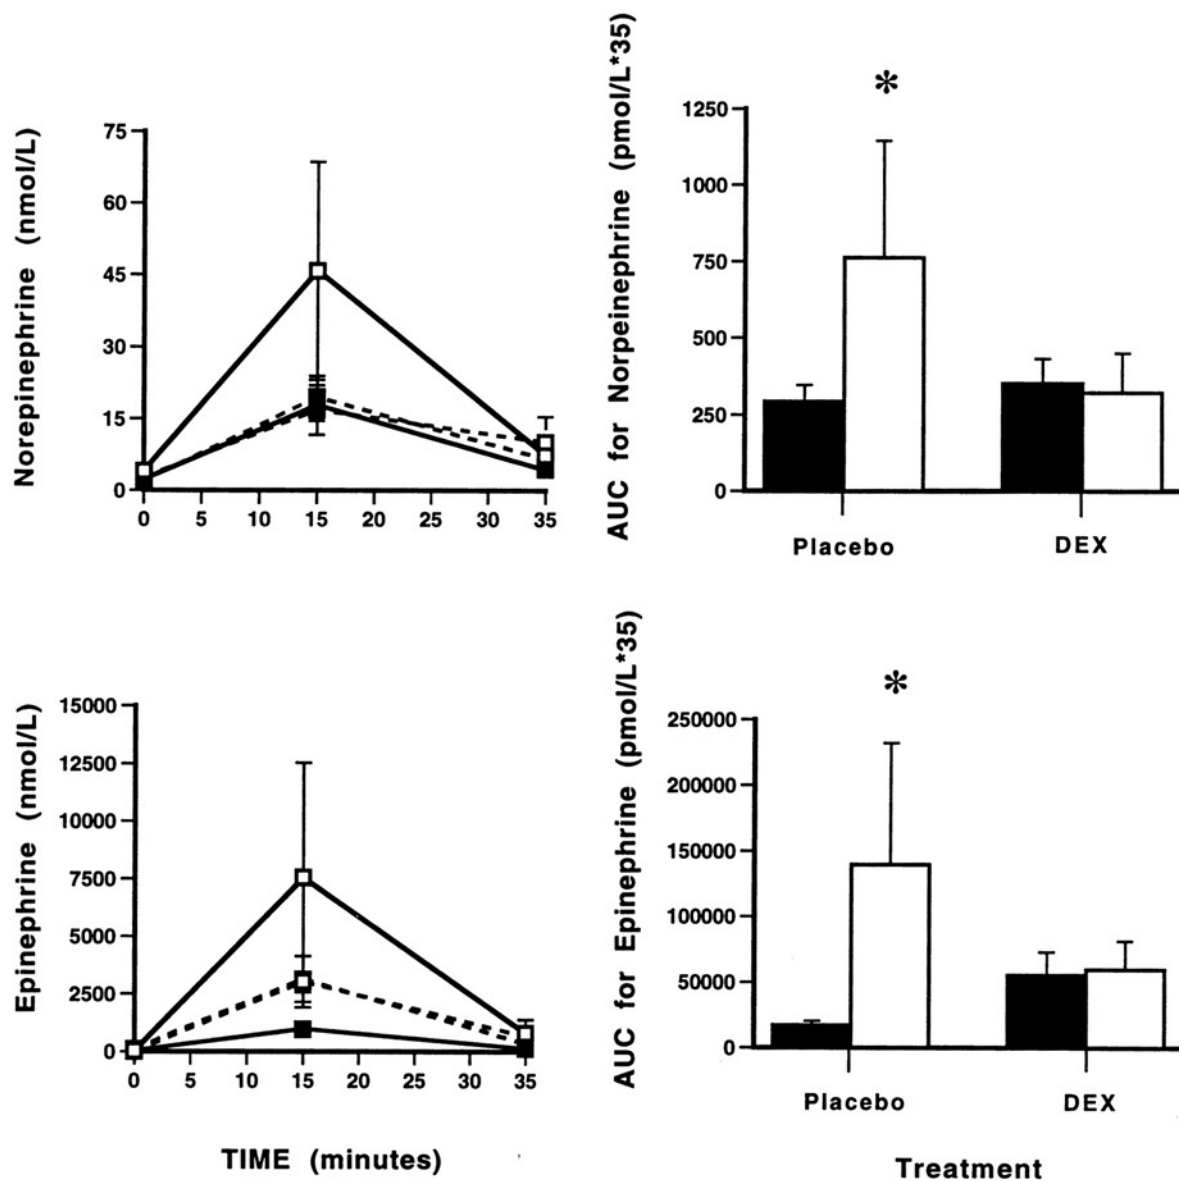 Norepinephrine (nmol/L)
75
60
45
30
15
0
0 5 10 15 20 25 30 35
AUC for Norpeinephrine (pmol/L*35)
*
1250
1000
750
500
250
0
Placebo DEX
Epinephrine (nmol/L)
15000
12500
10000
7500
5000
2500
0
0 5 10 15 20 25 30 35
TIME (minutes)
AUC for Epinephrine (pmol/L*35)
*
250000
200000
150000
100000
50000
0
Placebo DEX
Treatment